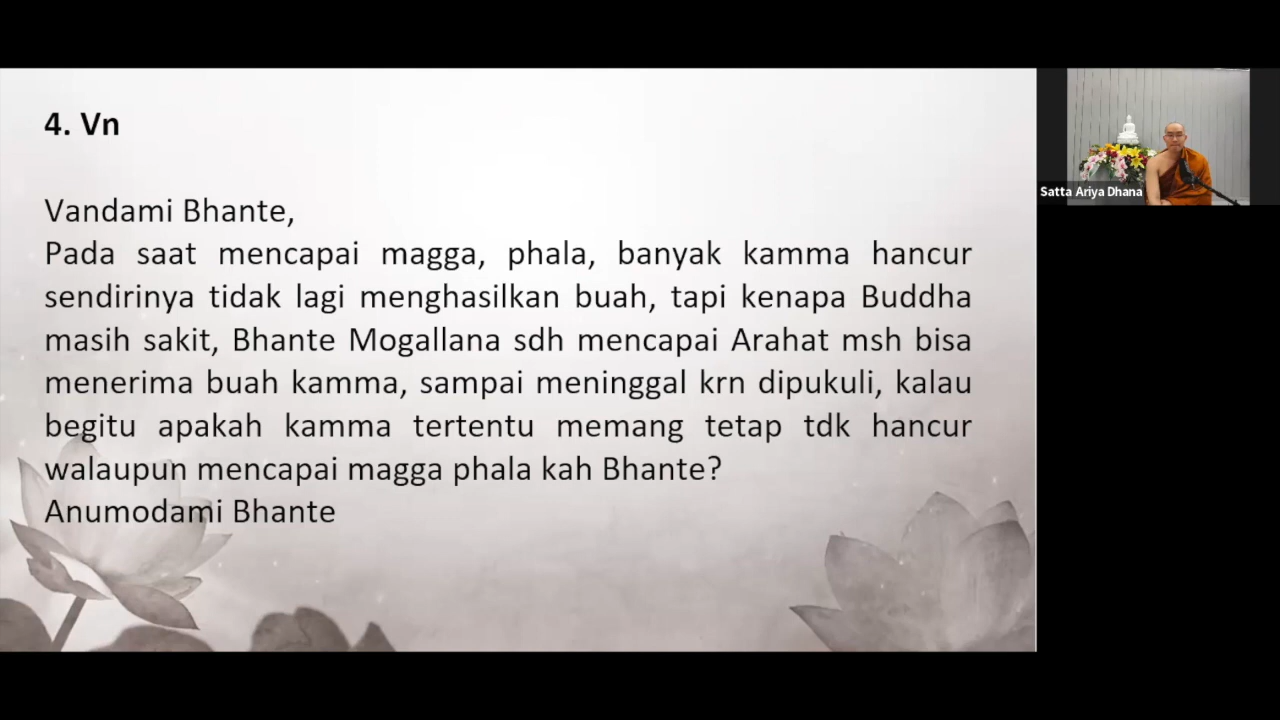 4. Vn
Vandami Bhante,
Pada saat mencapai magga, phala, banyak kamma hancur
sendirinya tidak lagi menghasilkan buah, tapi kenapa Buddha
masih sakit, Bhante Mogallana sdh mencapai Arahat msh bisa
menerima buah kamma, sampai meninggal krn dipukuli, kalau
begitu apakah kamma tertentu memang tetap tdk hancur
walaupun mencapai magga phala kah Bhante?
Anumodami Bhante
Satta Ariya Dhana